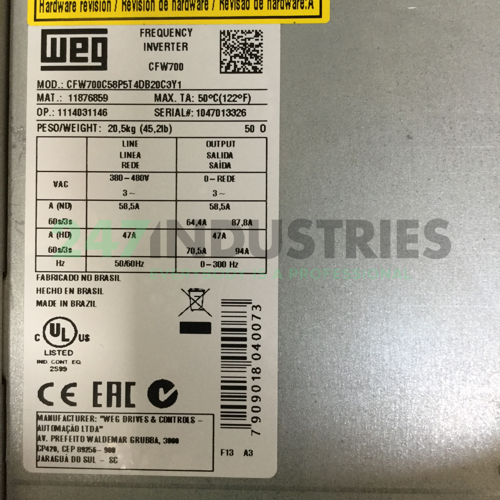 Hardware revision / Revision de hardware / Revisão de hardware: A
WEG
FREQUENCY
INVERTER
CFW700
MOD.: CFW700C58P5T4DB20C3Y1
MAT.: 11876859 MAX. TA: 50ºC(122ºF)
OP.: 1114031146 SERIAL#: 1047013326
PESO/WEIGHT: 20,5kg (45,2lb) 50 0
LINE OUTPUT
LINEA SALIDA
REDE SAÍDA
VAC 380-480V 0-REDE
3~ 3~
A (ND) 58,5A 58,5A
60s/3s 64,4A 87,8A
A (HD) 47A 47A
60s/3s 70,5A 94A
Hz 50/60Hz 0-300 Hz
247INDUSTRIES
FABRICADO NO BRASIL
HECHO EN BRASIL
MADE IN BRAZIL
C UL US
LISTED
IND. CONT. EQ.
2599
CE EAC
7909018040073
MANUFACTURER: "WEG DRIVES & CONTROLS -
AUTOMAÇÃO LTDA"
AV. PREFEITO WALDEMAR GRUBBA, 3000
CP420, CEP 89256-900
JARAGUÁ DO SUL - SC
F13 A3